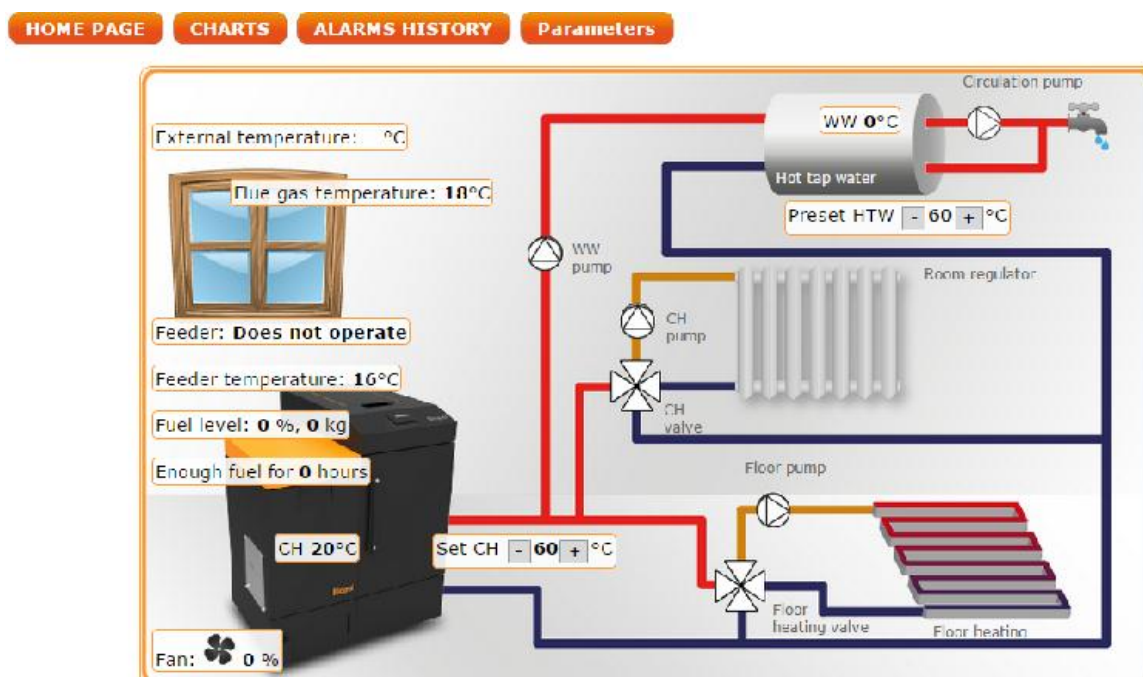 HOME PAGE
CHARTS
ALARMS HISTORY
Parameters
Circulation pump
External temperature: °C
WW 0°C
Flue gas temperature: 18°C
Hot tap water
Preset HTW - 60 + °C
WW
pump
Room regulator
CH
pump
Feeder: Does not operate
Feeder temperature: 16°C
CH
valve
Fuel level: 0 %, 0 kg
Enough fuel for 0 hours
Floor pump
CH 20°C
Set CH - 60 + °C
Floor
heating valve
Floor heating
Fan: 0 %